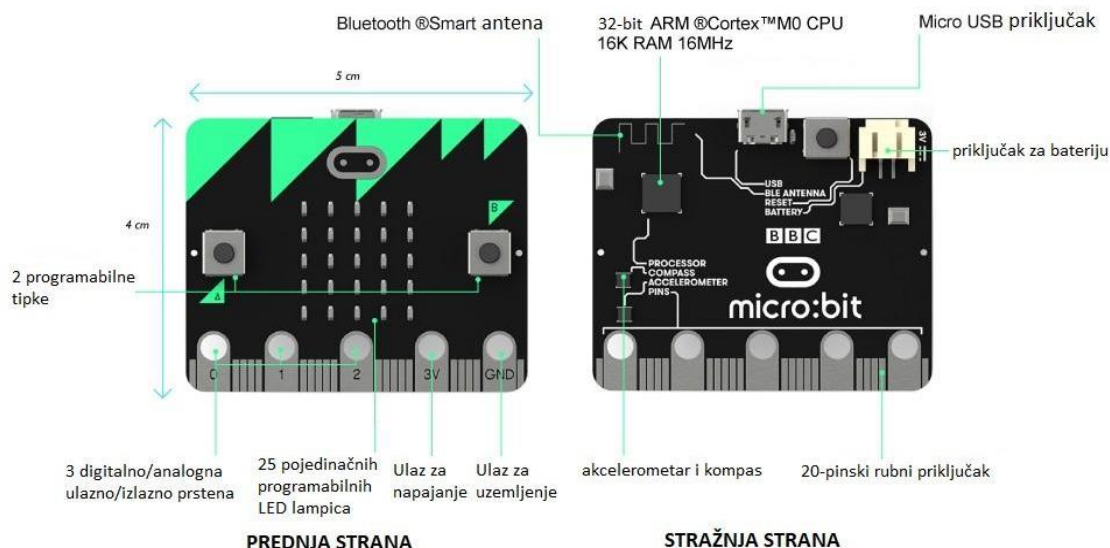 Bluetooth ®Smart antena
32-bit ARM ®Cortex™M0 CPU
16K RAM 16MHz
Micro USB priključak
5 cm
4 cm
priključak za bateriju
3V
USB
BLE ANTENNA
RESET
BATTERY
B
BBC
2 programabilne
tipke
A
PROCESSOR
COMPASS
ACCELEROMETER
PINS
micro:bit
0 1 2 3V GND
3 digitalno/analogna
ulazno/izlazno prstena
25 pojedinačnih
programabilnih
LED lampica
Ulaz za
napajanje
Ulaz za
uzemljenje
akcelerometar i kompas
20-pinski rubni priključak
PREDNJA STRANA
STRAŽNJA STRANA